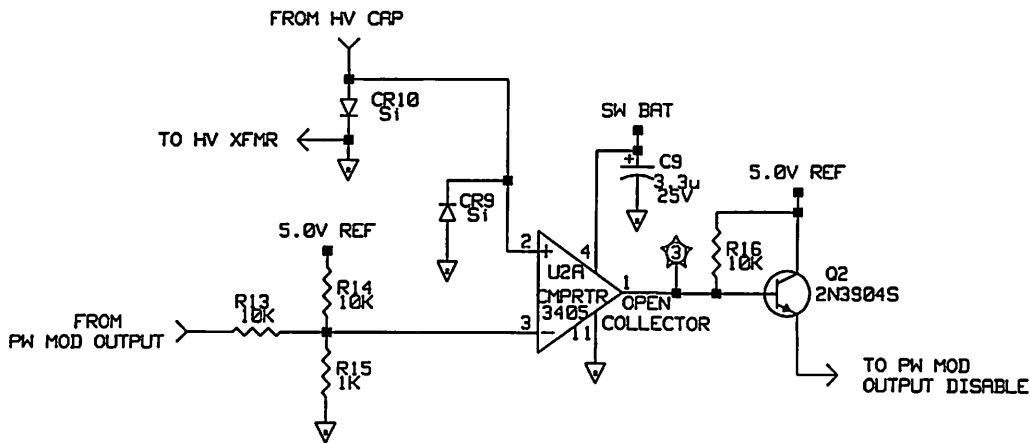 FROM HV CAP
CR10
Si
TO HV XFMR
SW BAT
C9
3.3µ
25V
5.0V REF
CR9
Si
5.0V REF
R14
10K
R13
10K
FROM
PW MOD OUTPUT
R15
1K
2
+
4
U2A
CMPRTR
3405
3
-
11
1
OPEN
COLLECTOR
3
R16
10K
Q2
2N3904S
TO PW MOD
OUTPUT DISABLE